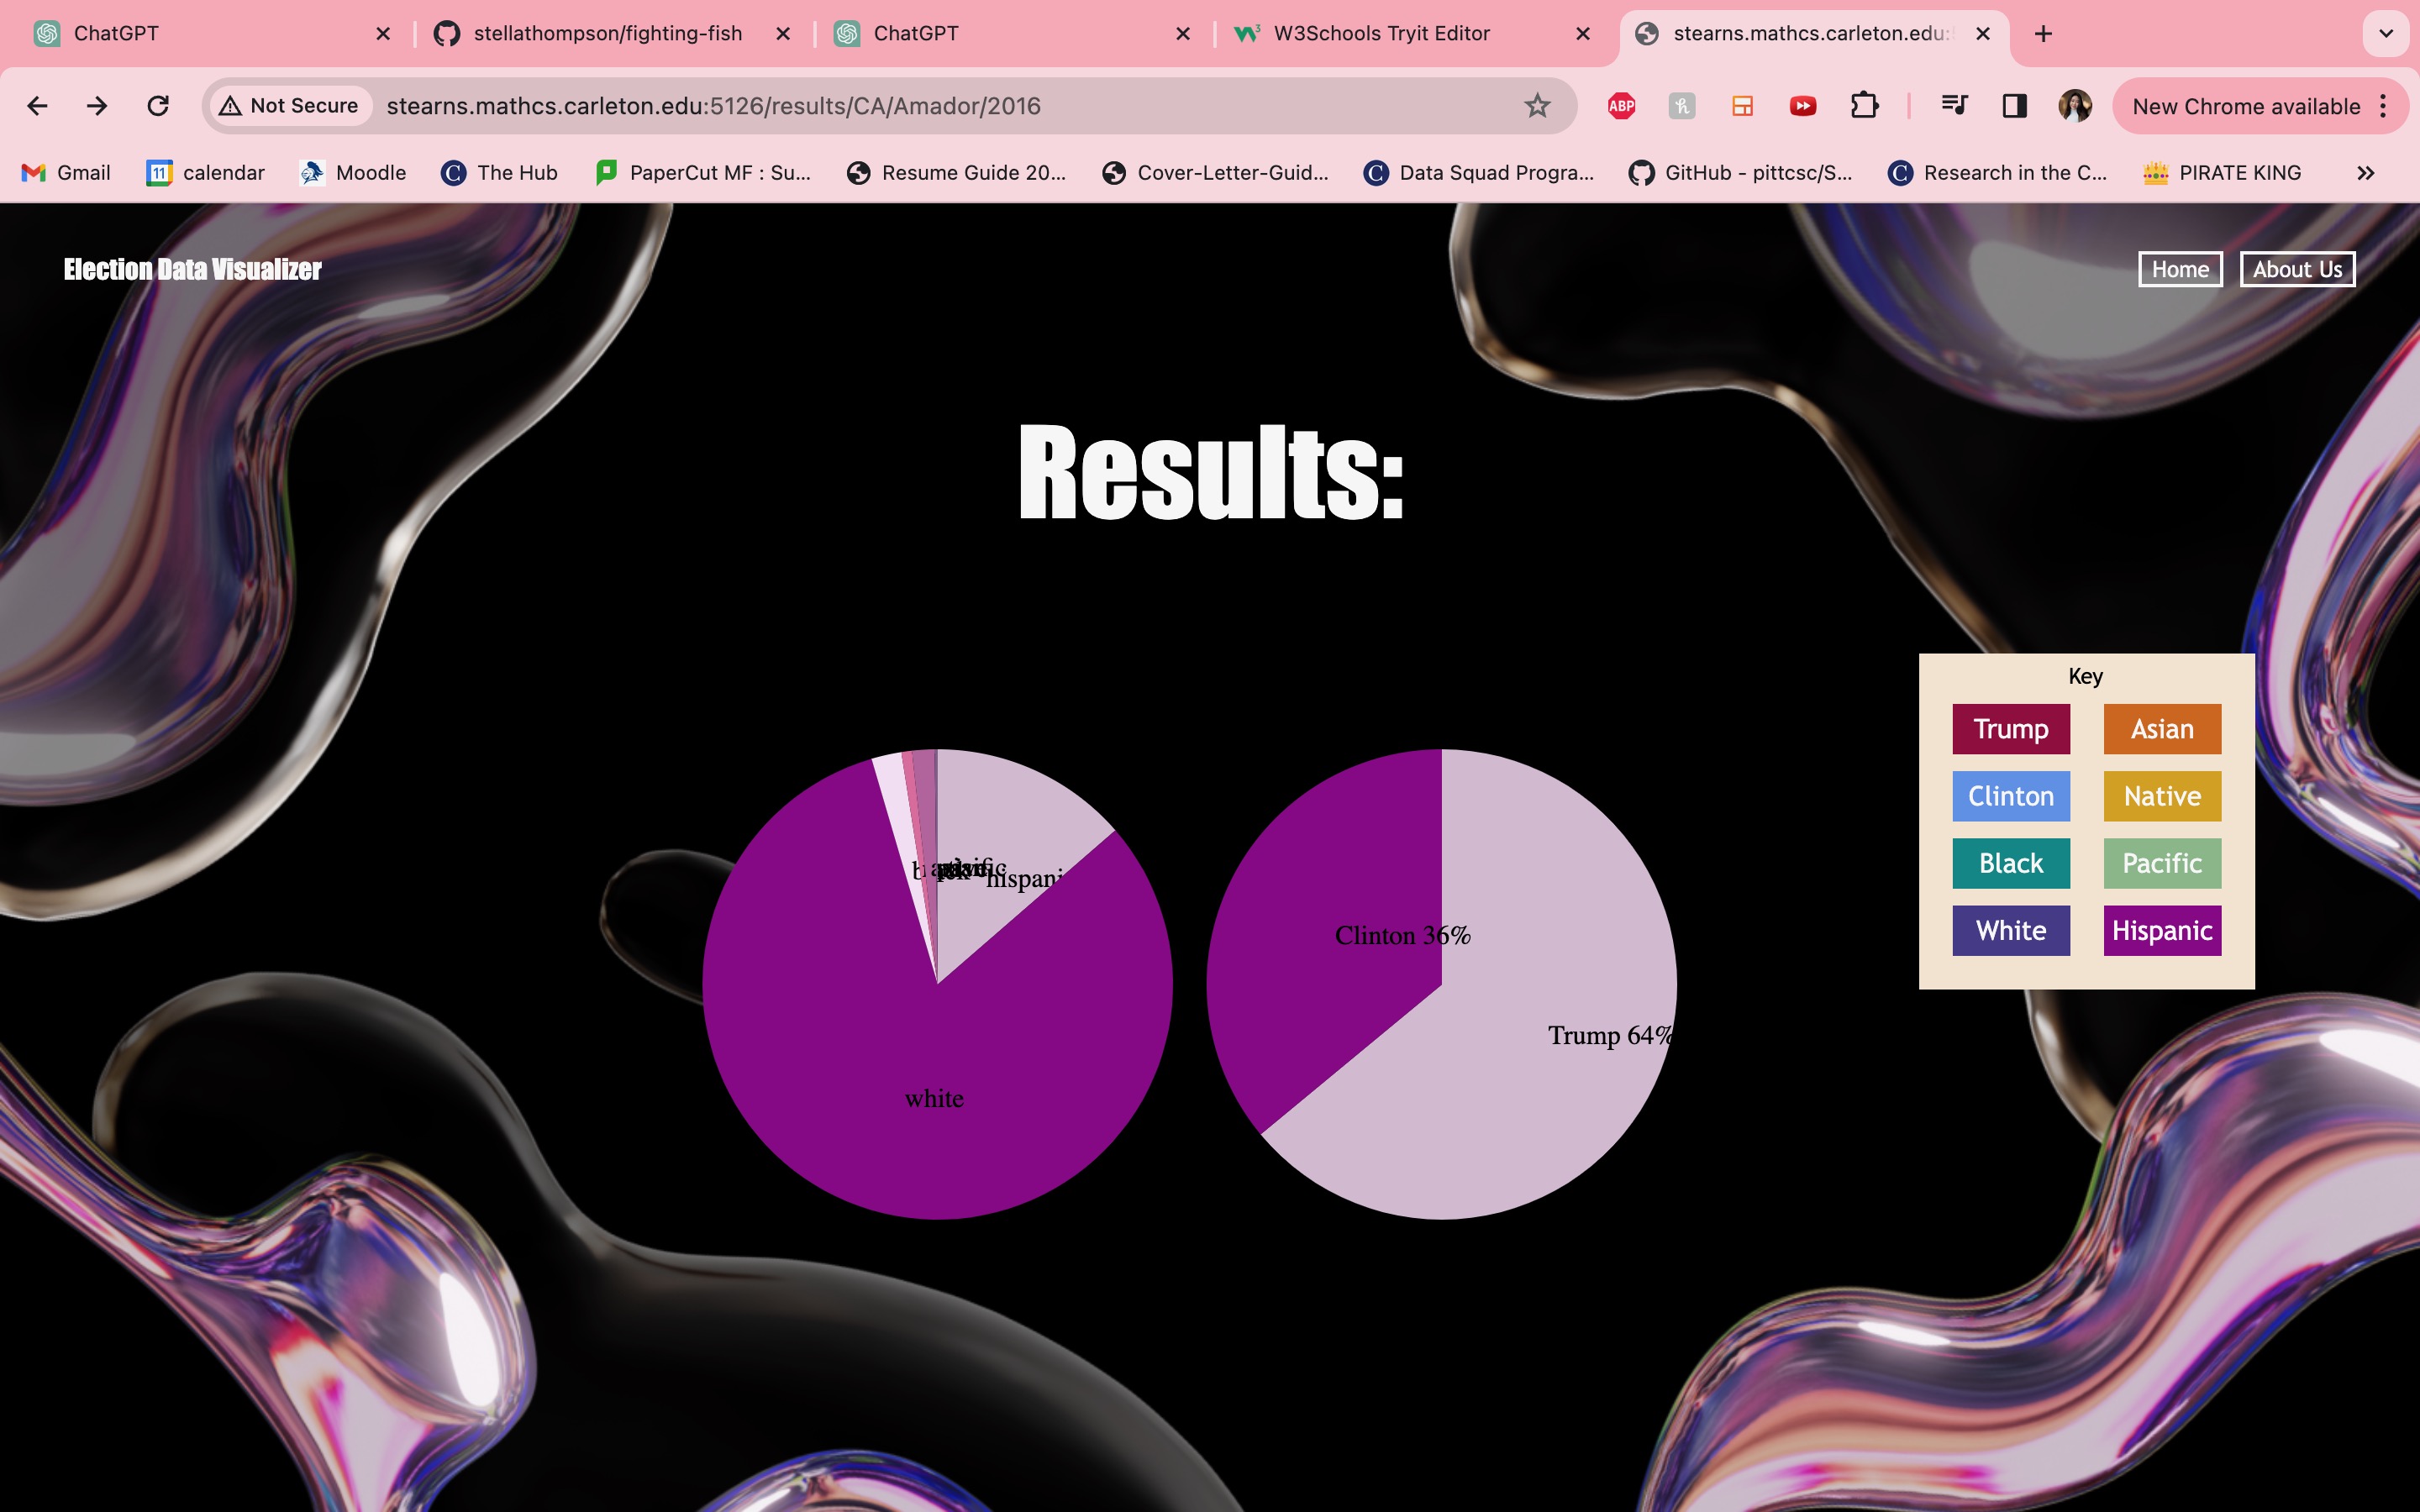 ChatGPT
stellathompson/fighting-fish
ChatGPT
W3Schools Tryit Editor
stearns.mathcs.carleton.edu:
Not Secure
stearns.mathcs.carleton.edu:5126/results/CA/Amador/2016
ABP
New Chrome available
Gmail
11
calendar
Moodle
C
The Hub
PaperCut MF : Su...
Resume Guide 20...
Cover-Letter-Guid...
C
Data Squad Progra...
GitHub - pittcsc/S...
C
Research in the C...
PIRATE KING
Election Data Visualizer
Home
About Us
Results:
Key
Trump
Asian
Clinton
Native
Black
Pacific
White
Hispanic
hispani
white
Clinton 36%
Trump 64%